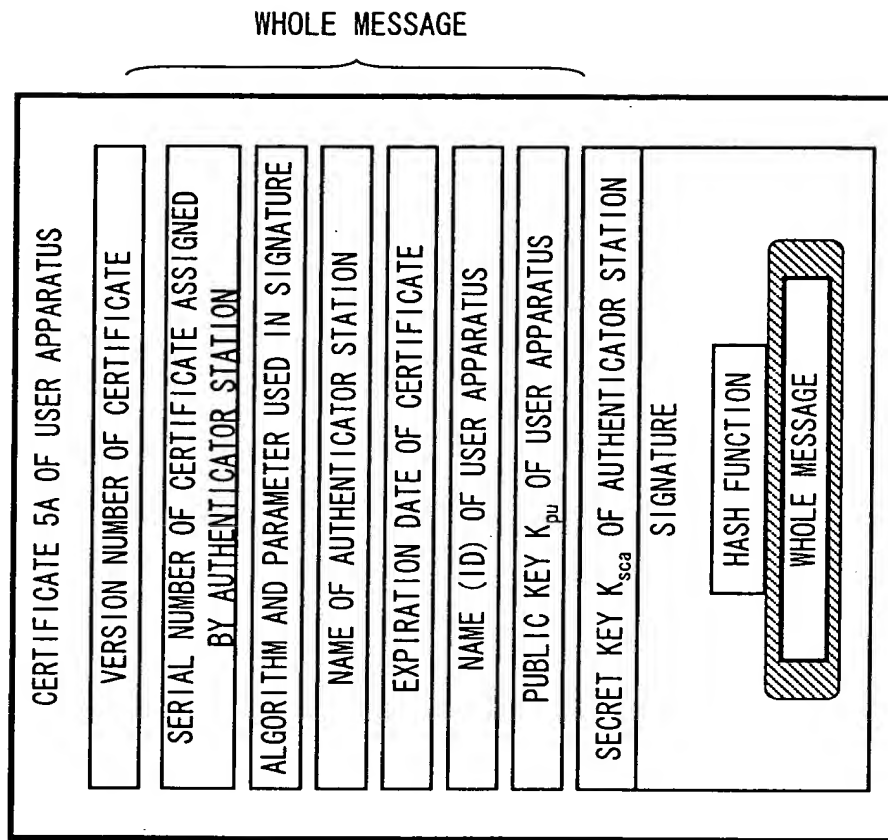 WHOLE MESSAGE
CERTIFICATE 5A OF USER APPARATUS
VERSION NUMBER OF CERTIFICATE
SERIAL NUMBER OF CERTIFICATE ASSIGNED
BY AUTHENTICATOR STATION
ALGORITHM AND PARAMETER USED IN SIGNATURE
NAME OF AUTHENTICATOR STATION
EXPIRATION DATE OF CERTIFICATE
NAME (ID) OF USER APPARATUS
PUBLIC KEY Kpu OF USER APPARATUS
SECRET KEY Ksca OF AUTHENTICATOR STATION
SIGNATURE
HASH FUNCTION
WHOLE MESSAGE